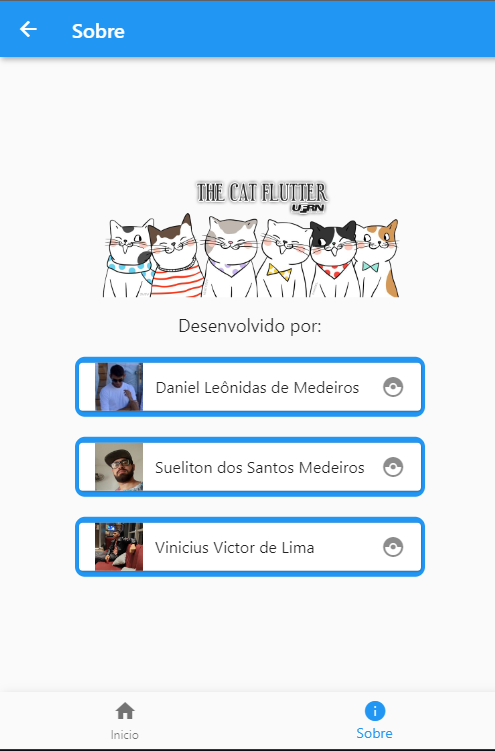 Sobre
THE CAT FLUTTER
UFRN
Desenvolvido por:
Daniel Leônidas de Medeiros
Sueliton dos Santos Medeiros
Vinicius Victor de Lima
Inicio
Sobre